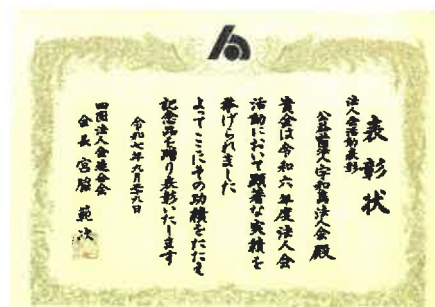 表彰状
法人会活動表彰
公益社団法人宇和島法人会殿
貴会は令和六年度法人会
活動において顕著な実績を
挙げられました
よってここにその功績をたたえ
記念品を贈り表彰いたします
令和七年六月二十六日
四国法人会連合会
会長 宮脇 範次